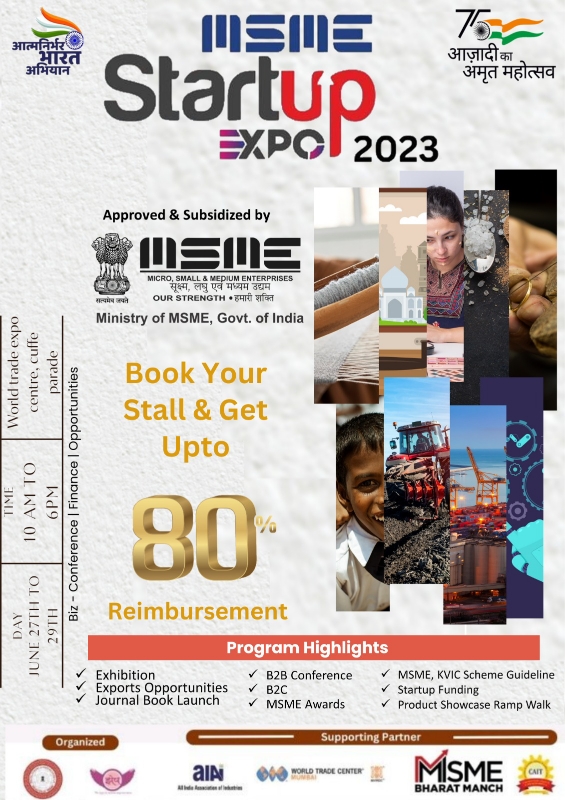 आत्मनिर्भर
भारत
अभियान
75
आज़ादी का
अमृत महोत्सव
MSME
Startup
EXPO 2023
Approved & Subsidized by
सत्यमेव जयते
MSME
MICRO, SMALL & MEDIUM ENTERPRISES
सूक्ष्म, लघु एवं मध्यम उद्यम
OUR STRENGTH • हमारी शक्ति
Ministry of MSME, Govt. of India
World trade expo
centre, cuffe
parade
TIME
10 AM TO
6PM
DAY
JUNE 27TH TO
29TH
Biz - Conference | Finance | Opportunities
Book Your
Stall & Get
Upto
80%
Reimbursement
Program Highlights
✓ Exhibition
✓ Exports Opportunities
✓ Journal Book Launch
✓ B2B Conference
✓ B2C
✓ MSME Awards
✓ MSME, KVIC Scheme Guideline
✓ Startup Funding
✓ Product Showcase Ramp Walk
Organized
Supporting Partner
AIAI
All India Association of Industries
WORLD TRADE CENTER
MUMBAI
MSME
BHARAT MANCH
CAIT